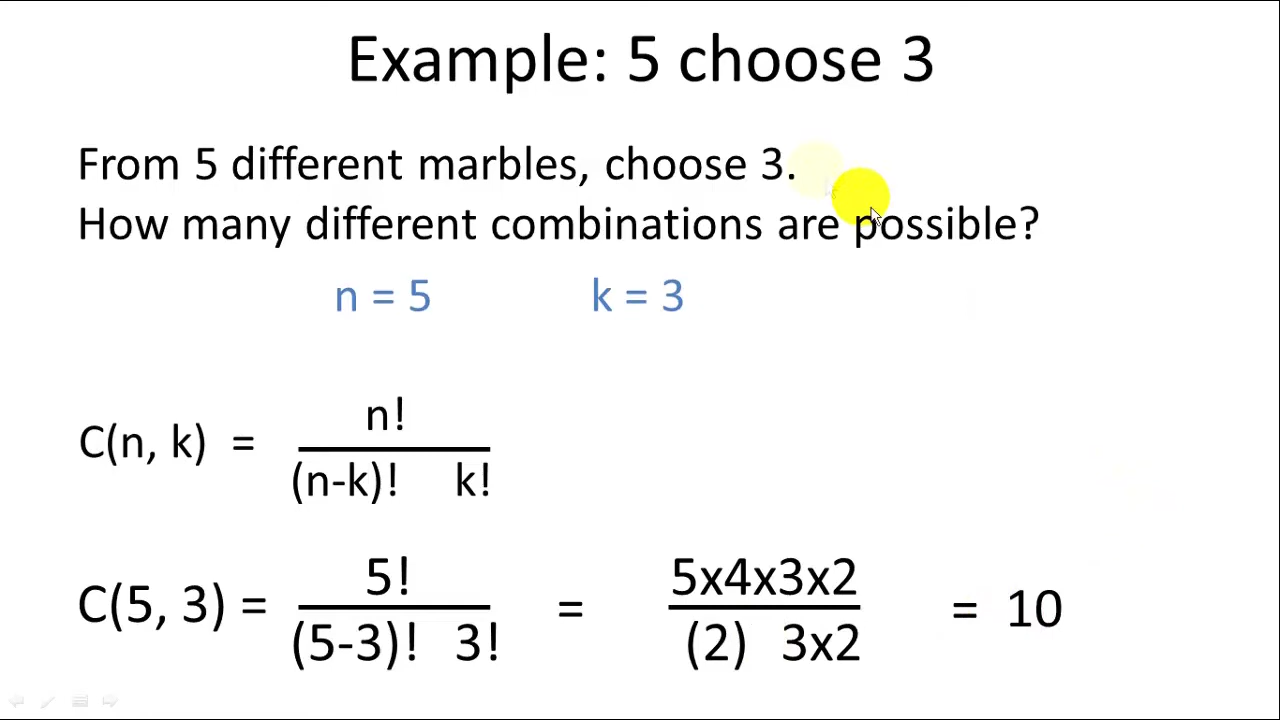 Example: 5 choose 3
From 5 different marbles, choose 3.
How many different combinations are possible?
n = 5 k = 3
n!
C(n, k) =
(n-k)! k!
5! 5x4x3x2
C(5, 3) = = = 10
(5-3)! 3! (2) 3x2